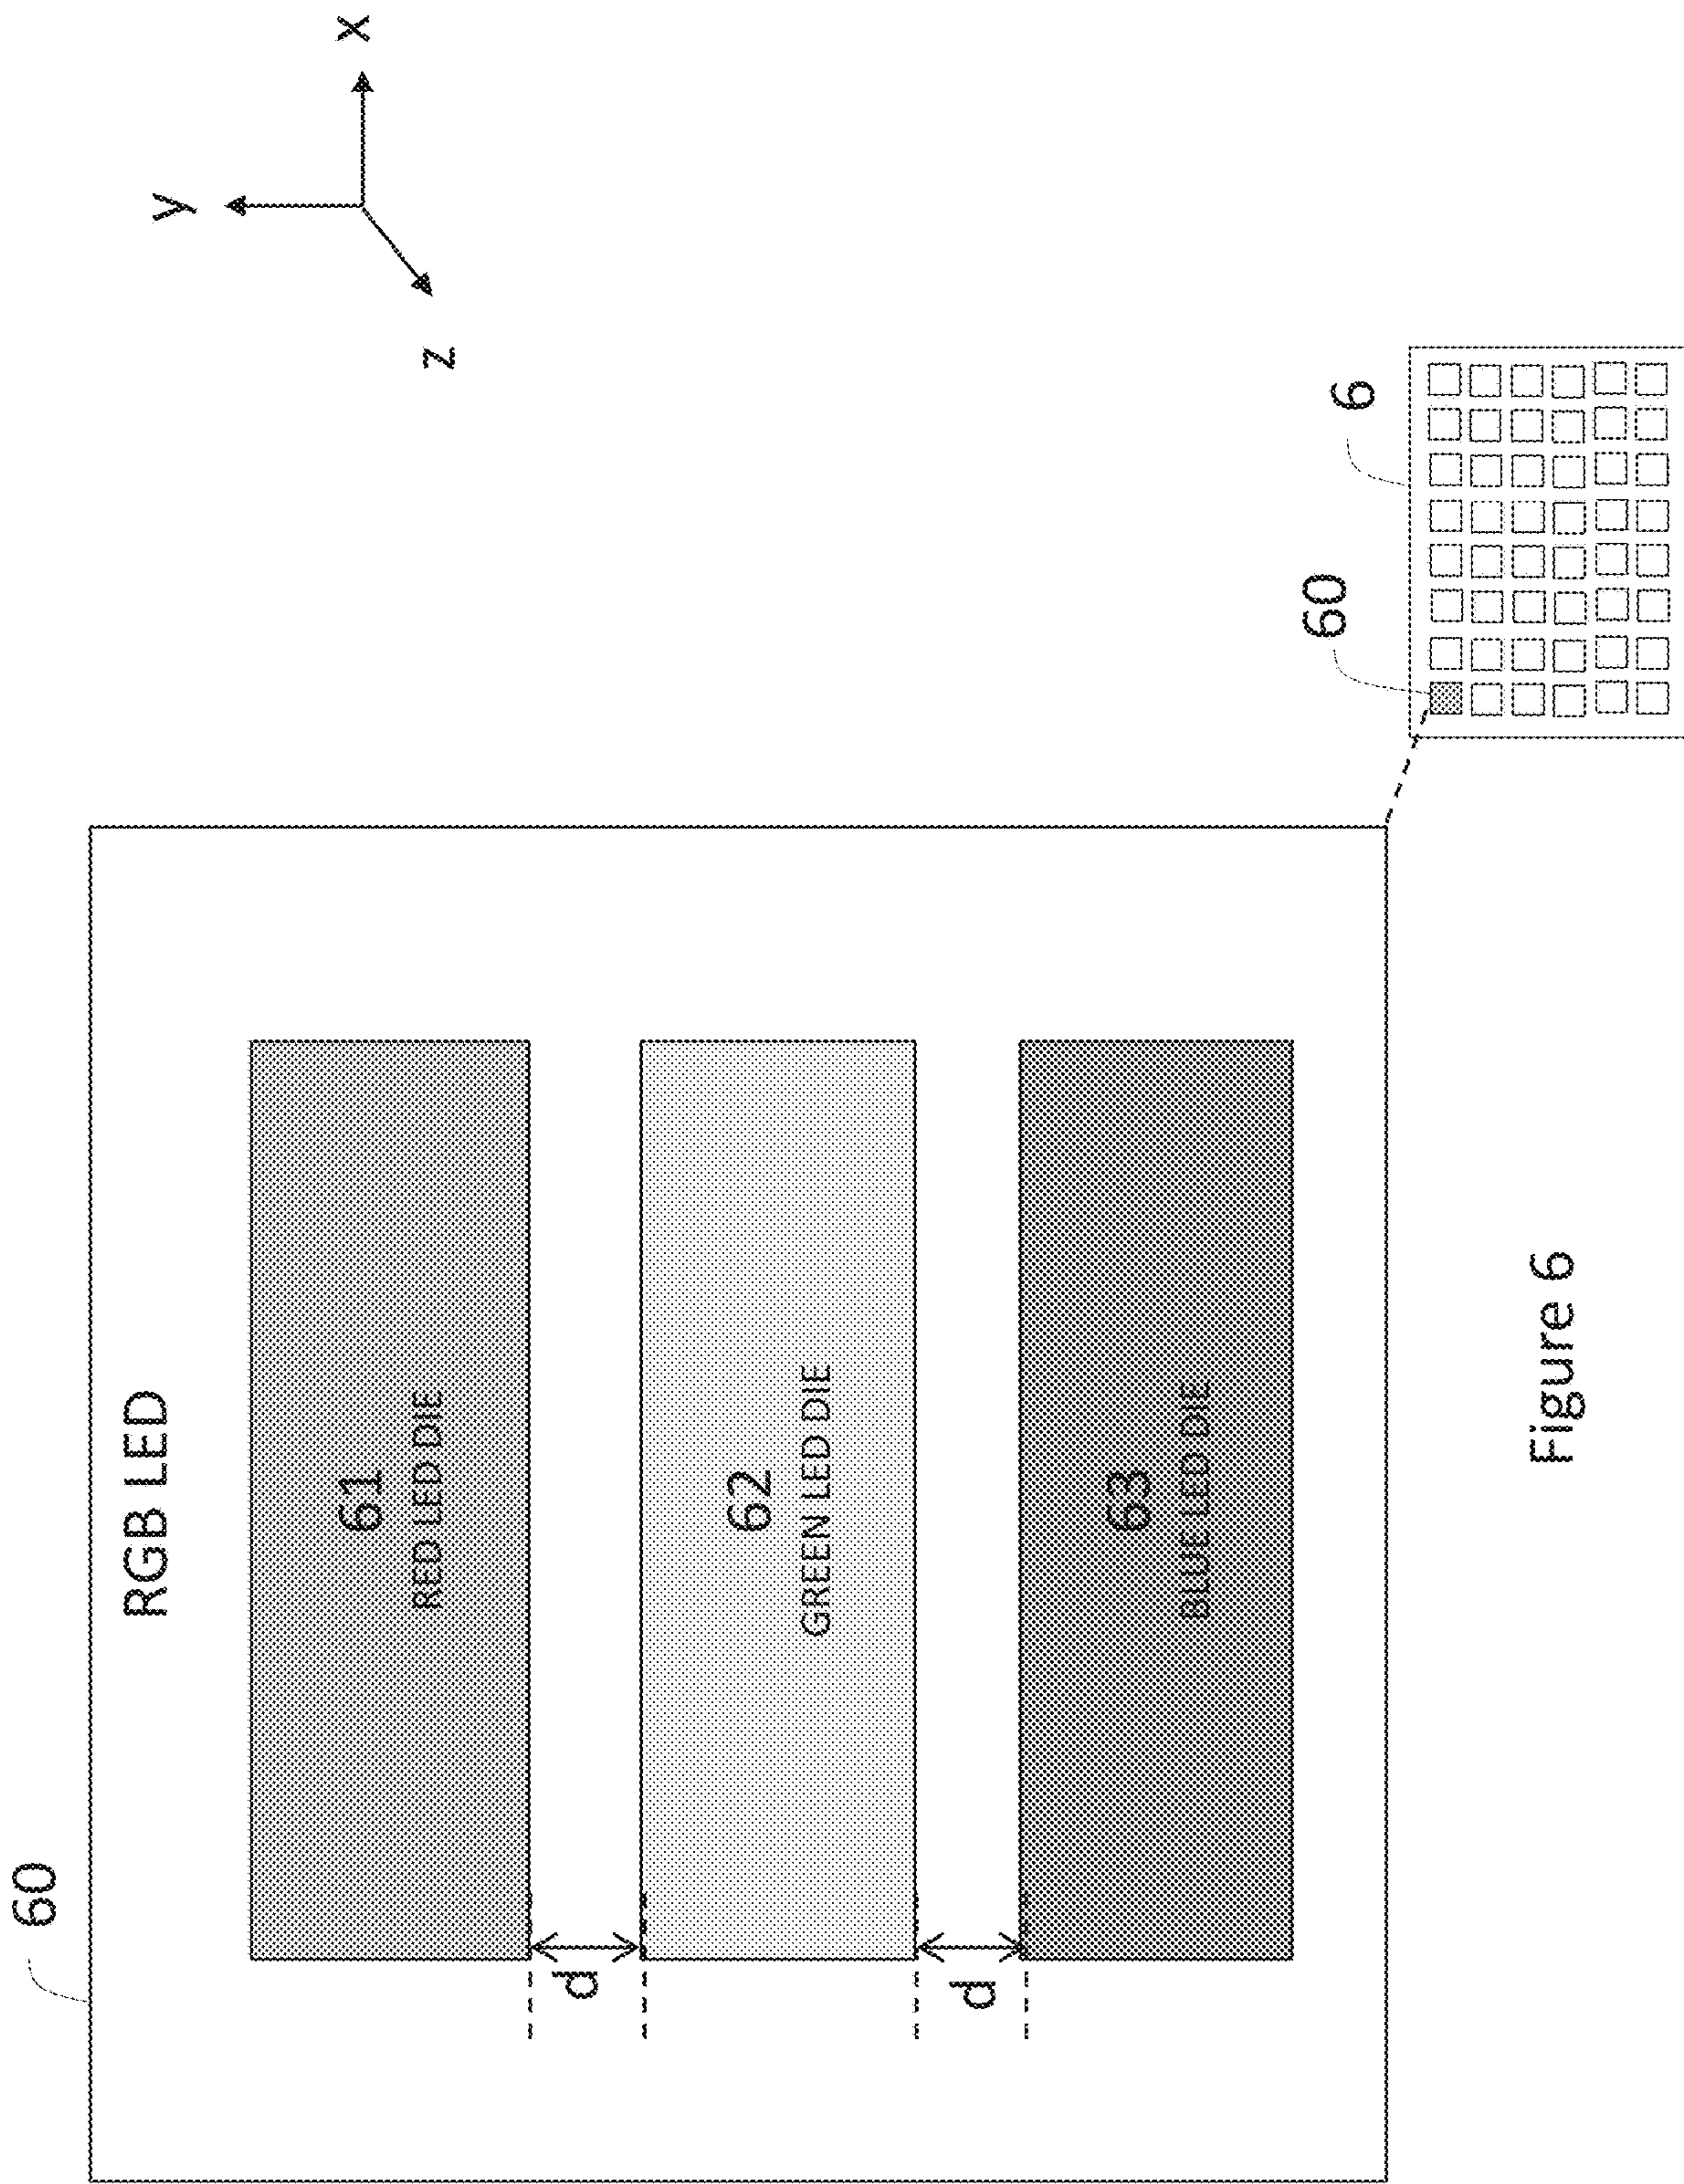 60
RGB LED
61
RED LED DIE
d
62
GREEN LED DIE
d
63
BLUE LED DIE
y
x
z
60
6
Figure 6